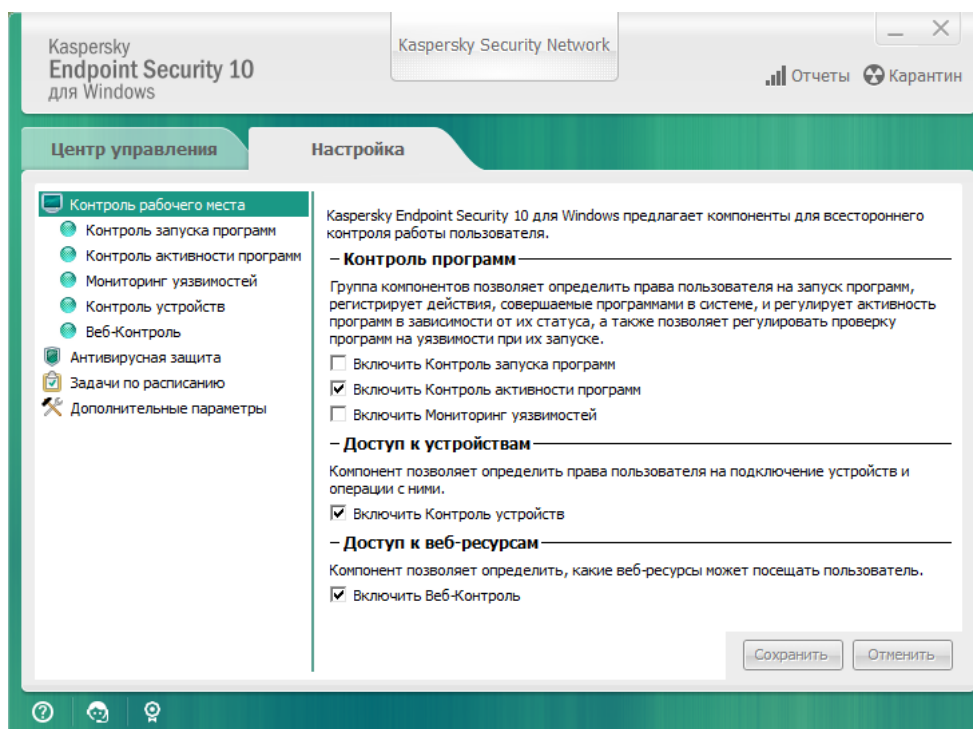 Kaspersky
Endpoint Security 10
для Windows
Kaspersky Security Network
Отчеты
Карантин
Центр управления
Настройка
Контроль рабочего места
Контроль запуска программ
Контроль активности программ
Мониторинг уязвимостей
Контроль устройств
Веб-Контроль
Антивирусная защита
Задачи по расписанию
Дополнительные параметры
Kaspersky Endpoint Security 10 для Windows предлагает компоненты для всестороннего
контроля работы пользователя.
Контроль программ
Группа компонентов позволяет определить права пользователя на запуск программ,
регистрирует действия, совершаемые программами в системе, и регулирует активность
программ в зависимости от их статуса, а также позволяет регулировать проверку
программ на уязвимости при их запуске.
Включить Контроль запуска программ
Включить Контроль активности программ
Включить Мониторинг уязвимостей
Доступ к устройствам
Компонент позволяет определить права пользователя на подключение устройств и
операции с ними.
Включить Контроль устройств
Доступ к веб-ресурсам
Компонент позволяет определить, какие веб-ресурсы может посещать пользователь.
Включить Веб-Контроль
Сохранить
Отменить